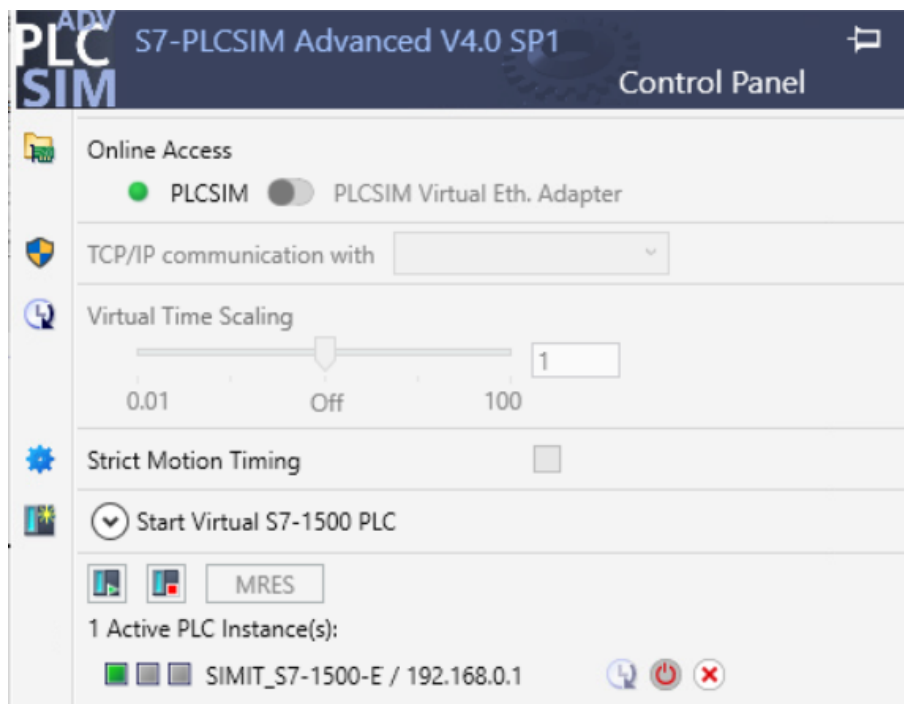 ADV
PLC
SIM
S7-PLCSIM Advanced V4.0 SP1
Control Panel
Online Access
PLCSIM PLCSIM Virtual Eth. Adapter
TCP/IP communication with
Virtual Time Scaling
1
0.01 Off 100
Strict Motion Timing
Start Virtual S7-1500 PLC
MRES
1 Active PLC Instance(s):
SIMIT_S7-1500-E / 192.168.0.1